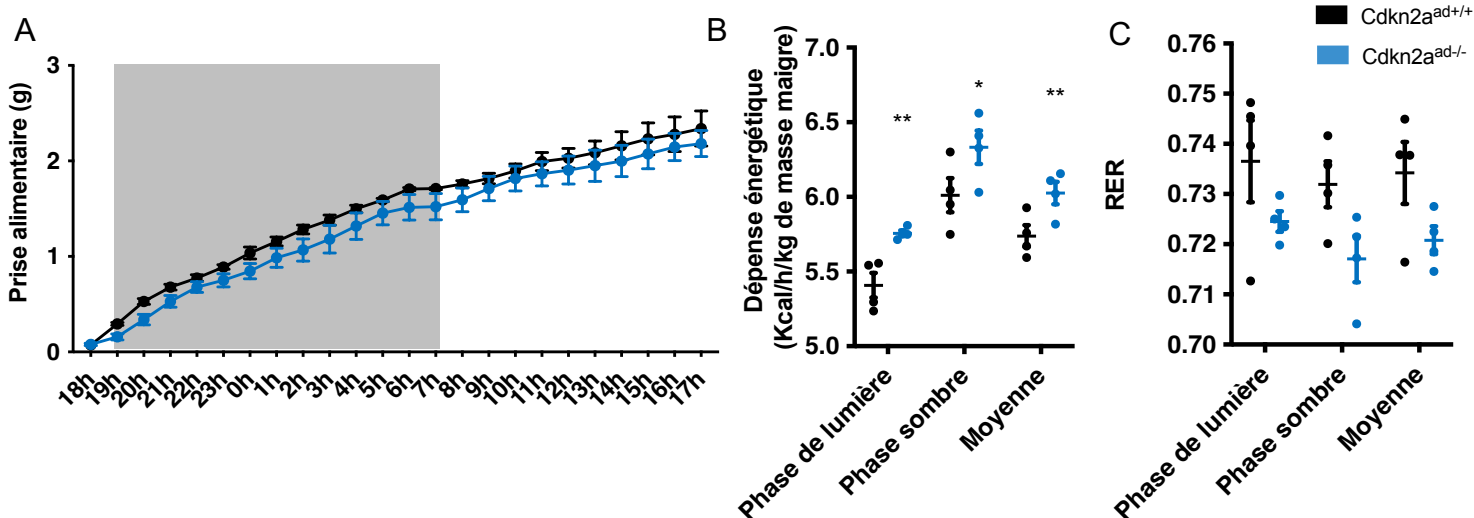 A
Prise alimentaire (g)
3
2
1
0
18h
19h
20h
21h
22h
23h
0h
1h
2h
3h
4h
5h
6h
7h
8h
9h
10h
11h
12h
13h
14h
15h
16h
17h
B
Dépense énergétique
(Kcal/h/kg de masse maigre)
7.0
6.5
6.0
5.5
5.0
**
*
**
Phase de lumière
Phase sombre
Moyenne
Cdkn2a^ad+/+
Cdkn2a^ad-/-
C
RER
0.76
0.75
0.74
0.73
0.72
0.71
0.70
Phase de lumière
Phase sombre
Moyenne